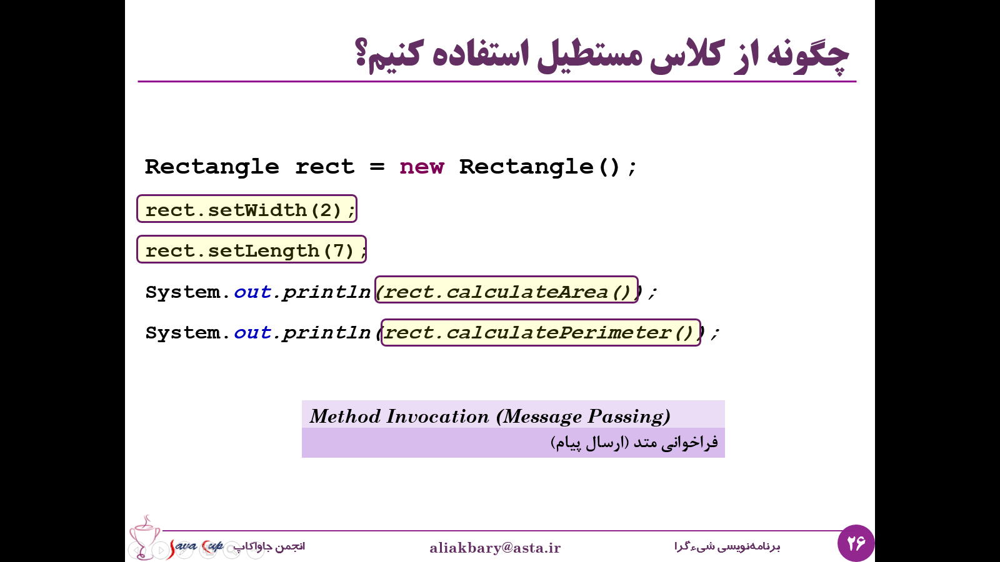 چگونه از کلاس مستطیل استفاده کنیم؟
Rectangle rect = new Rectangle();
rect.setWidth(2);
rect.setLength(7);
System.out.println(rect.calculateArea());
System.out.println(rect.calculatePerimeter());
Method Invocation (Message Passing)
فراخوانی متد (ارسال پیام)
۲۶
برنامه‌نویسی شیءگرا
aliakbary@asta.ir
انجمن جاواکاپ
Java Cup